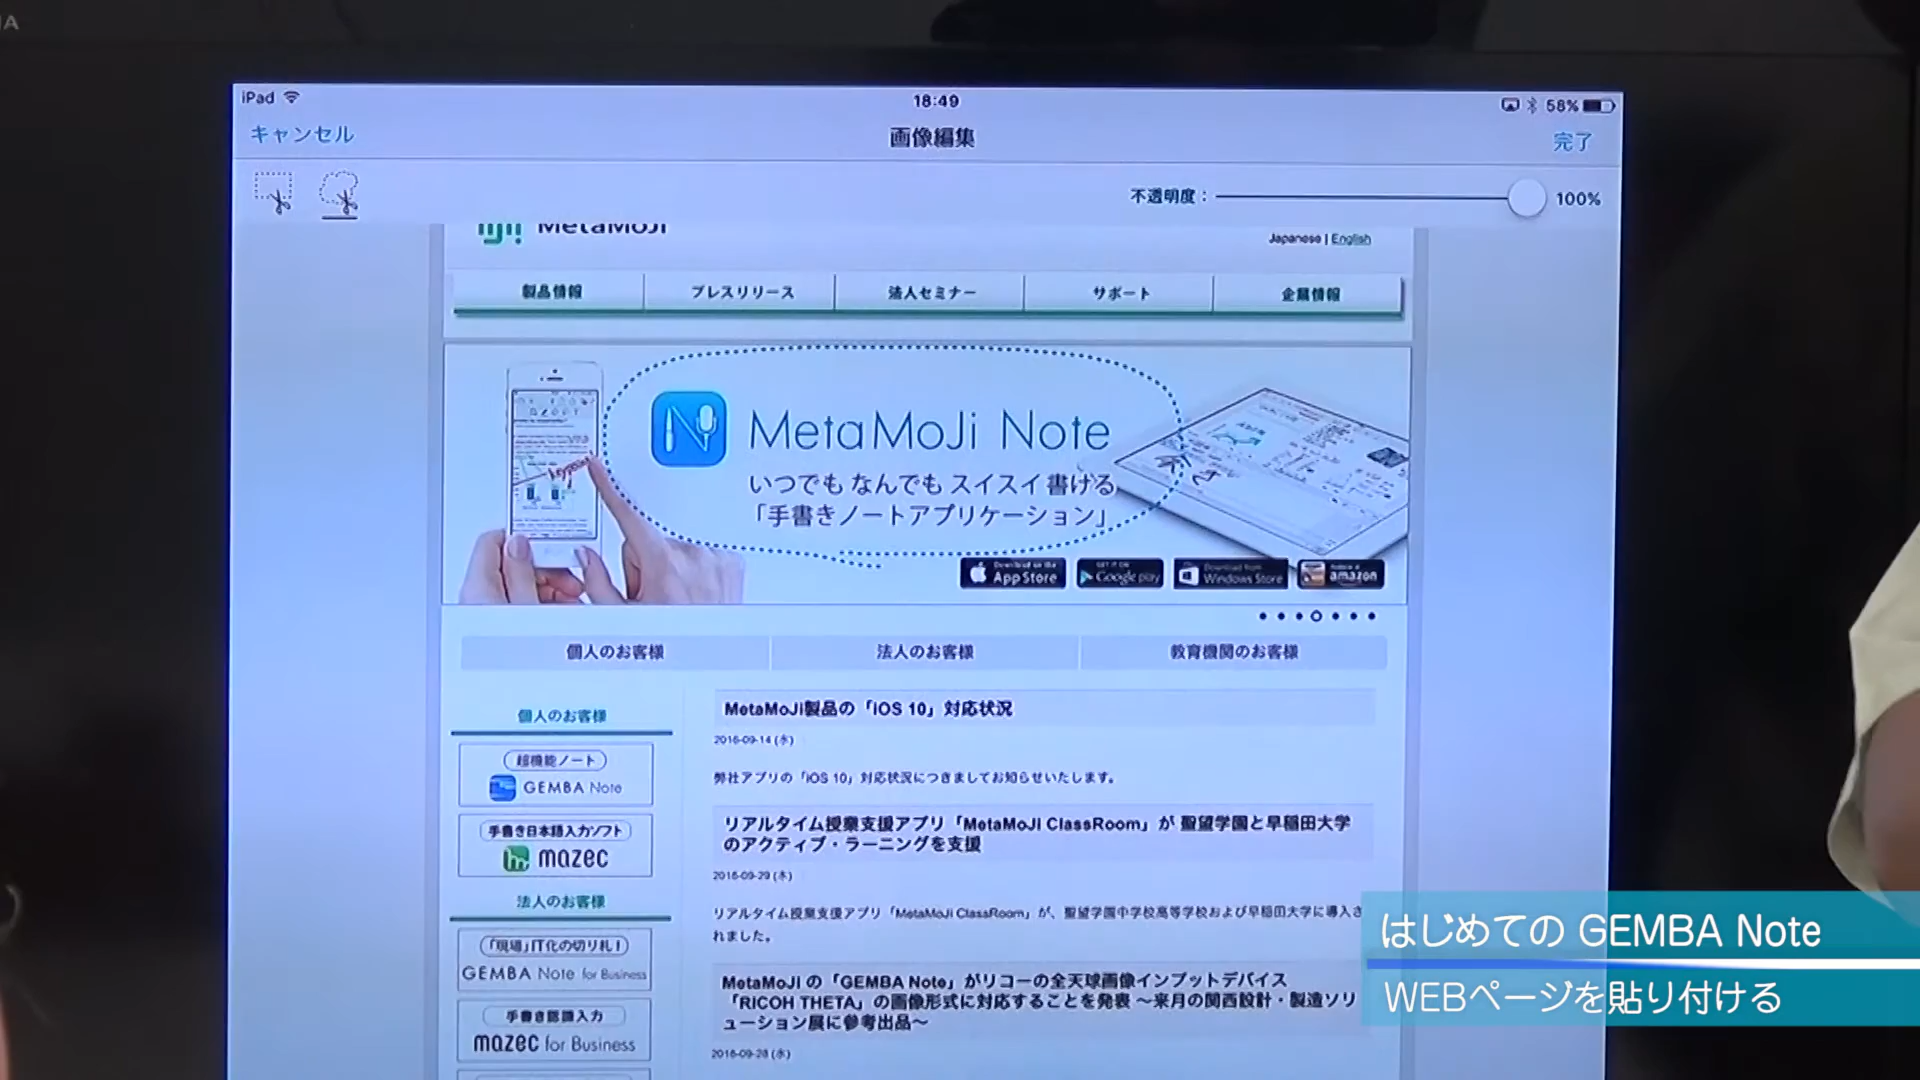 iPad
18:49
58%
キャンセル
画像編集
完了
不透明度：
100%
MetaMoJi
Japanese | English
製品情報
プレスリリース
法人セミナー
サポート
企業情報
MetaMoJi Note
いつでも なんでも スイスイ 書ける
「手書きノートアプリケーション」
Download on the
App Store
GET IT ON
Google play
Download from
Windows Store
amazon
個人のお客様
法人のお客様
教育機関のお客様
個人のお客様
超機能ノート
GEMBA Note
手書き日本語入力ソフト
mazec
法人のお客様
「現場」IT化の切り札！
GEMBA Note for Business
手書き認識入力
mazec for Business
MetaMoJi製品の「iOS 10」対応状況
2016-09-14 (水)
弊社アプリの「iOS 10」対応状況につきましてお知らせいたします。
リアルタイム授業支援アプリ「MetaMoJi ClassRoom」が 聖望学園と早稲田大学
のアクティブ・ラーニングを支援
2016-09-29 (木)
リアルタイム授業支援アプリ「MetaMoJi ClassRoom」が、聖望学園中学校高等学校および早稲田大学に導入さ
れました。
MetaMoJi の「GEMBA Note」がリコーの全天球画像インプットデバイス
「RICOH THETA」の画像形式に対応することを発表 ～来月の関西設計・製造ソリ
ューション展に参考出品～
2016-09-28 (水)
はじめての GEMBA Note
WEBページを貼り付ける